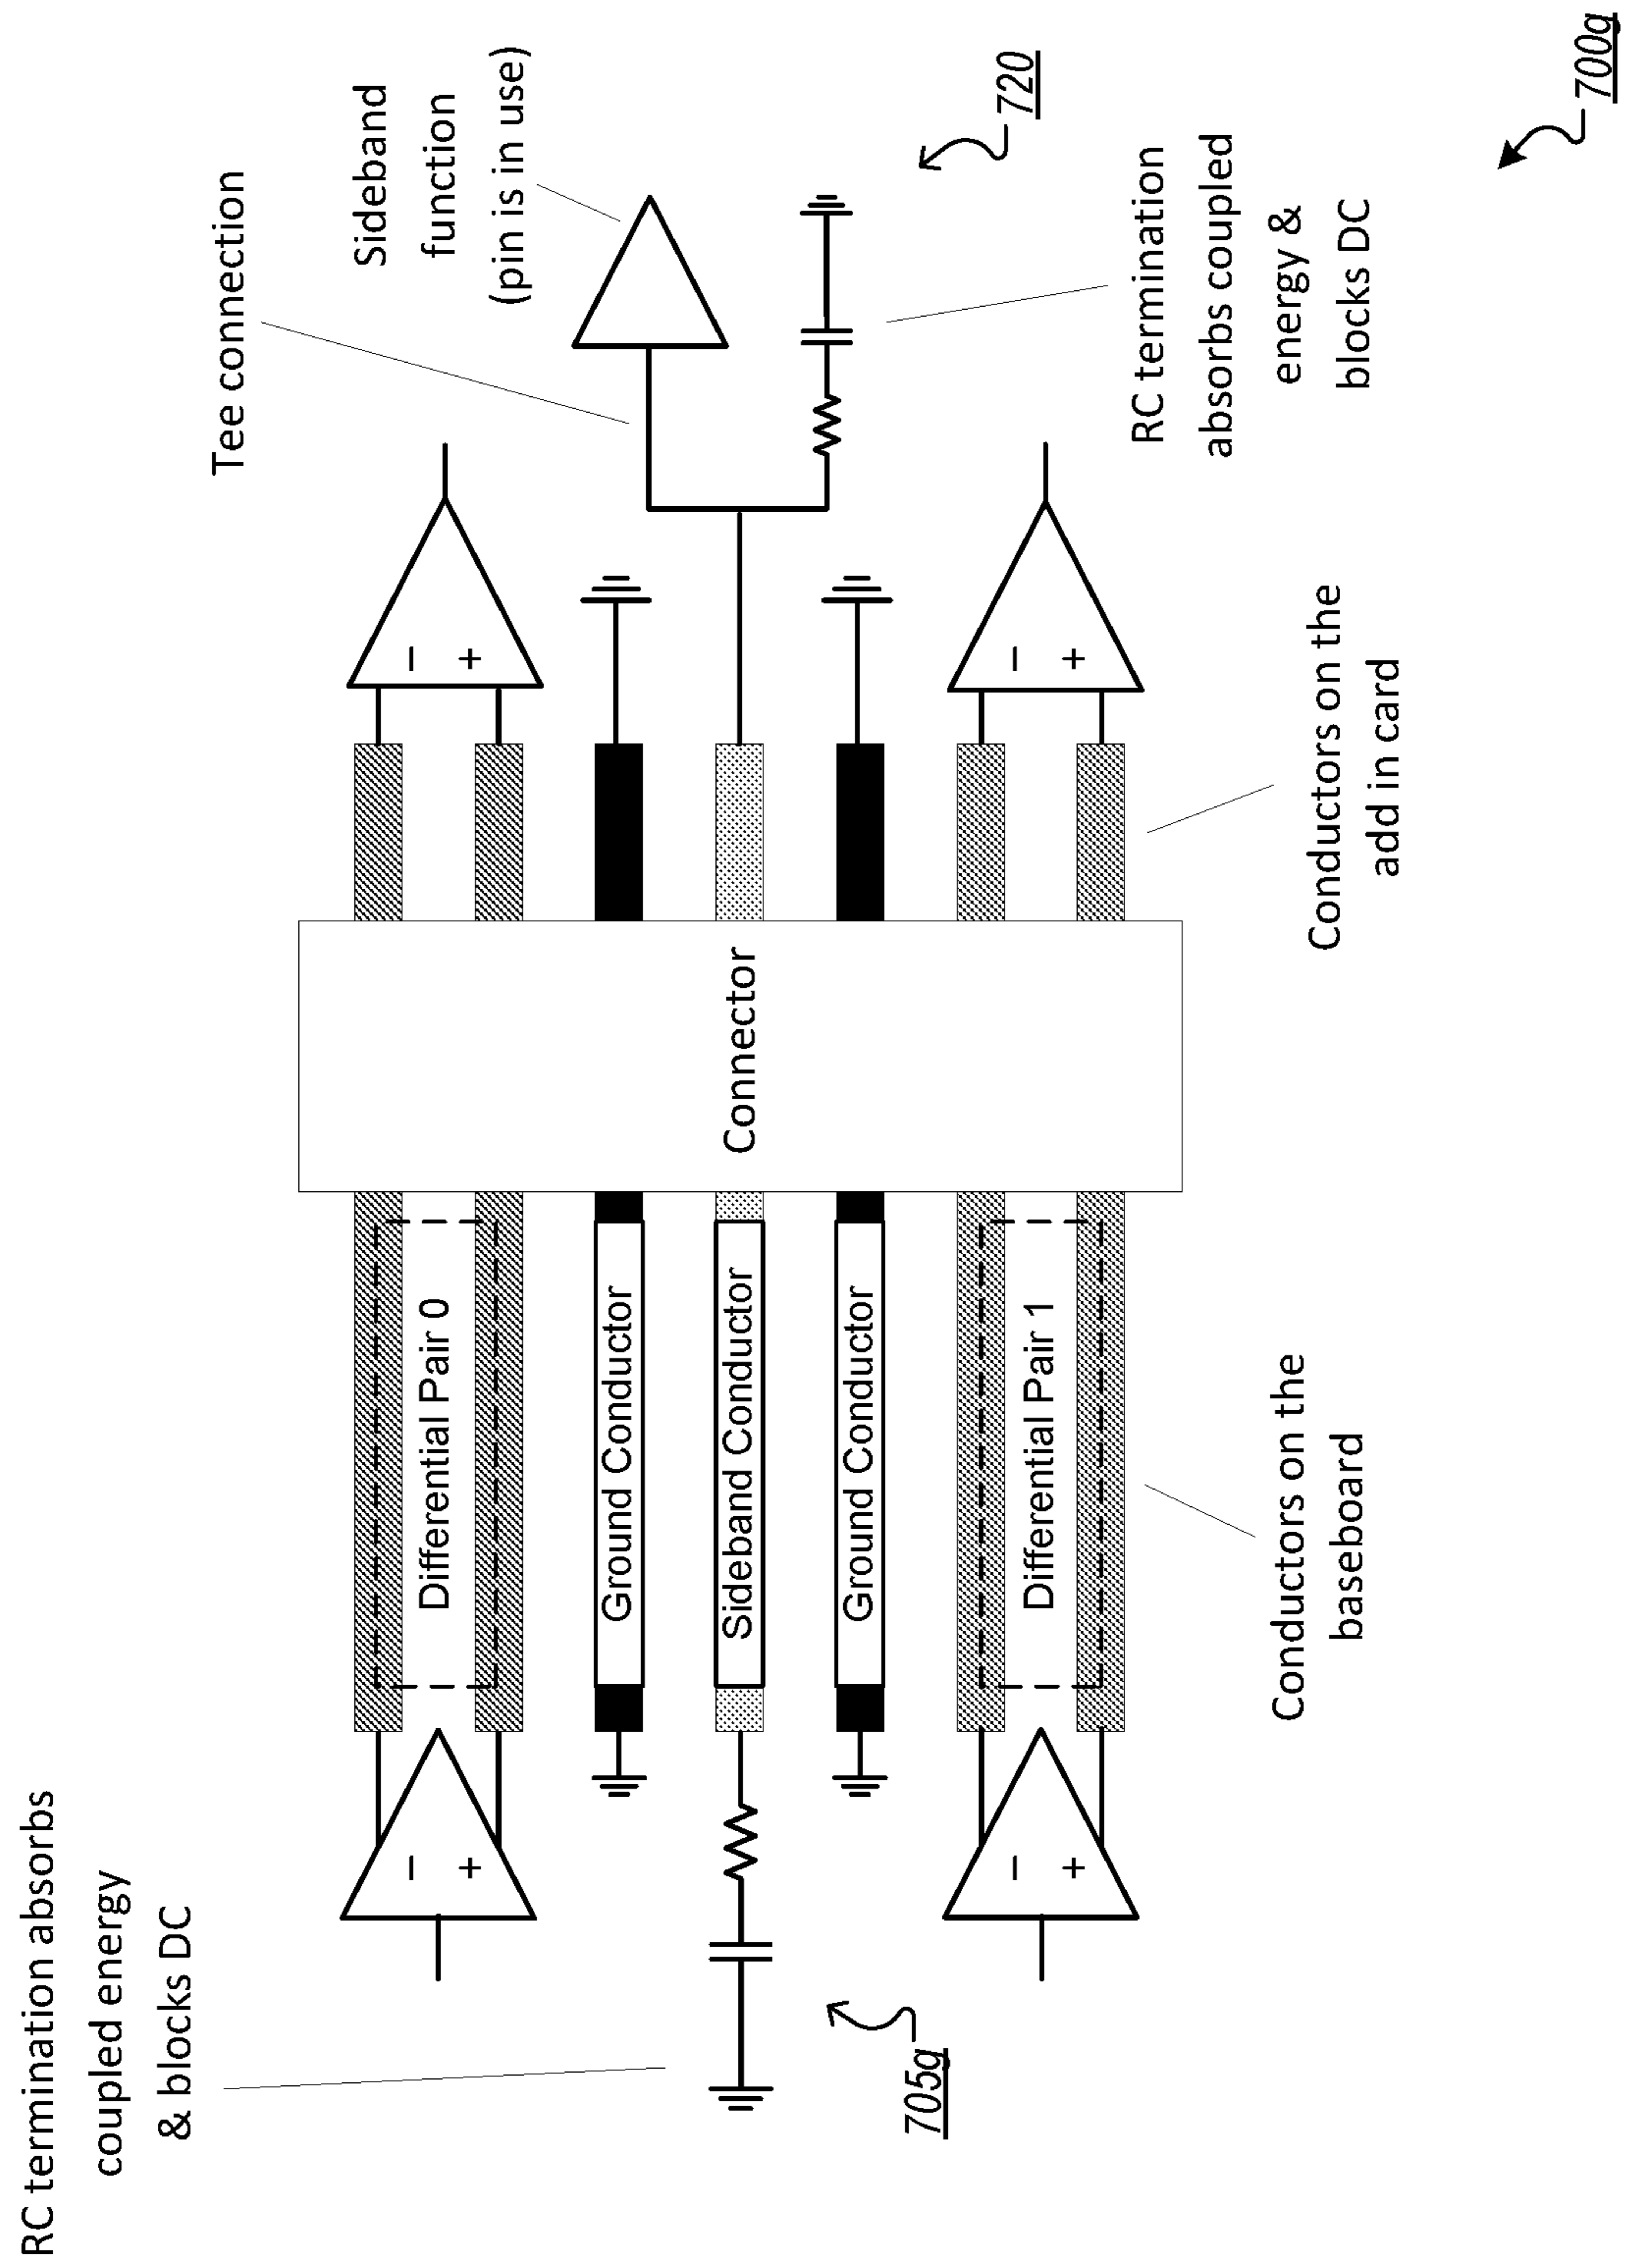 RC termination absorbs
coupled energy
& blocks DC
Tee connection
Sideband
function
(pin is in use)
−
+
Differential Pair 0
−
+
Ground Conductor
Sideband Conductor
Connector
Ground Conductor
720
705g
−
+
Differential Pair 1
−
+
RC termination
absorbs coupled
energy &
blocks DC
Conductors on the
baseboard
Conductors on the
add in card
700g